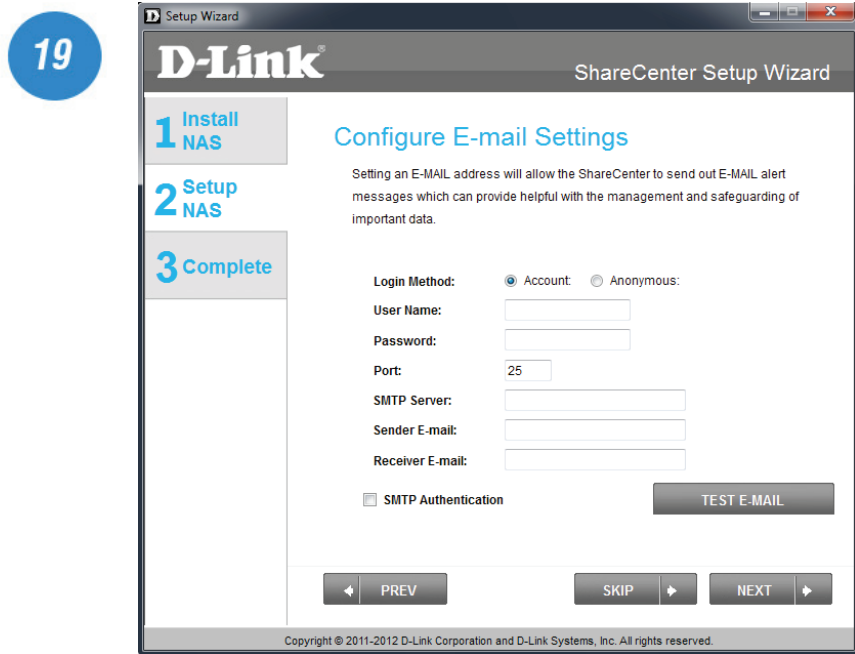 19
Setup Wizard
D-Link®
ShareCenter Setup Wizard
1 Install NAS
2 Setup NAS
3 Complete
Configure E-mail Settings
Setting an E-MAIL address will allow the ShareCenter to send out E-MAIL alert
messages which can provide helpful with the management and safeguarding of
important data.
Login Method: Account: Anonymous:
User Name:
Password:
Port: 25
SMTP Server:
Sender E-mail:
Receiver E-mail:
SMTP Authentication TEST E-MAIL
PREV SKIP NEXT
Copyright © 2011-2012 D-Link Corporation and D-Link Systems, Inc. All rights reserved.